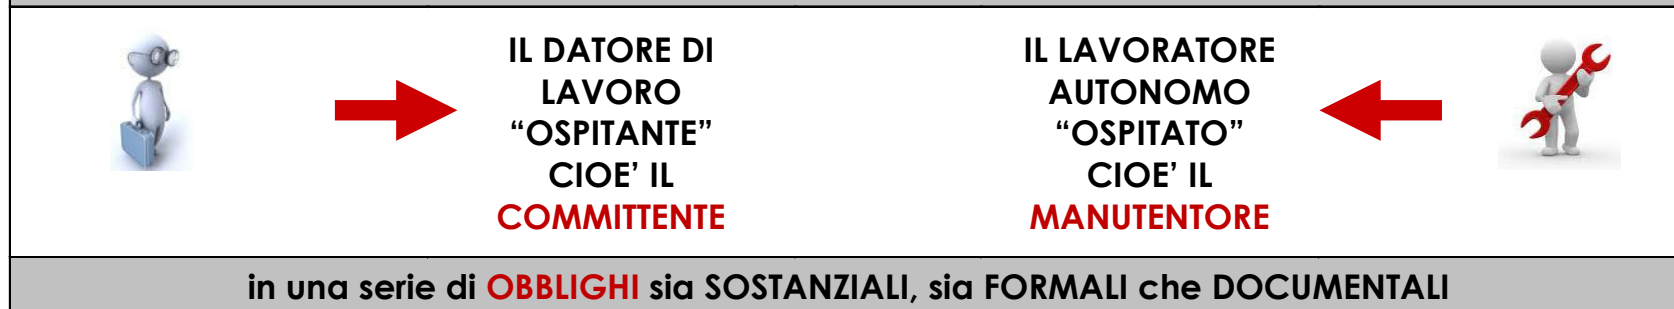 IL DATORE DI
LAVORO
“OSPITANTE”
CIOE’ IL
COMMITTENTE
IL LAVORATORE
AUTONOMO
“OSPITATO”
CIOE’ IL
MANUTENTORE
in una serie di OBBLIGHI sia SOSTANZIALI, sia FORMALI che DOCUMENTALI